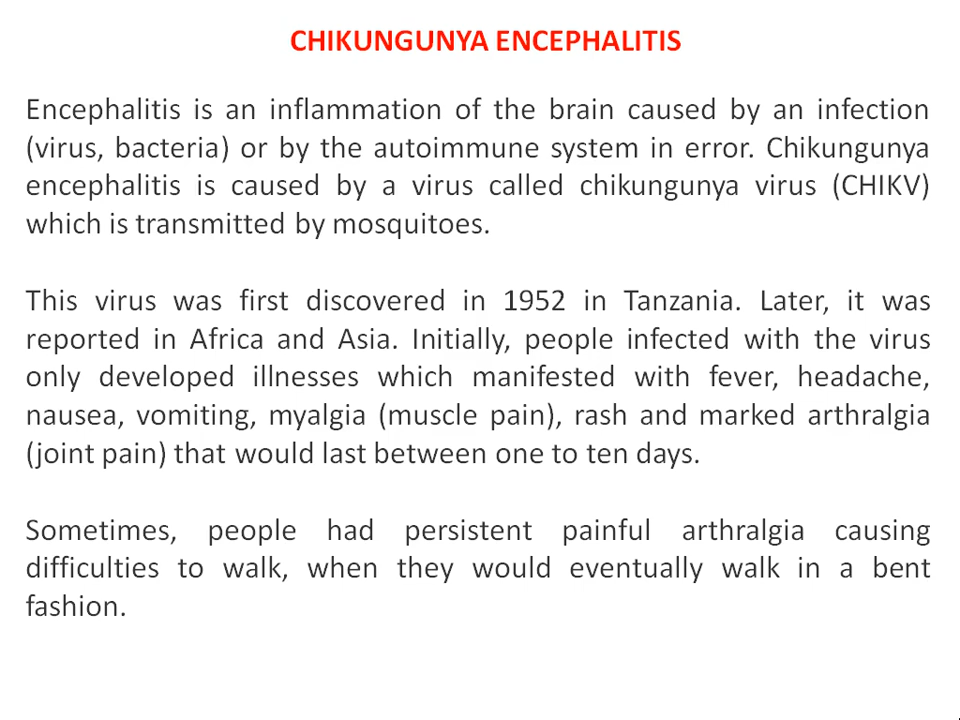 CHIKUNGUNYA ENCEPHALITIS
Encephalitis is an inflammation of the brain caused by an infection
(virus, bacteria) or by the autoimmune system in error. Chikungunya
encephalitis is caused by a virus called chikungunya virus (CHIKV)
which is transmitted by mosquitoes.
This virus was first discovered in 1952 in Tanzania. Later, it was
reported in Africa and Asia. Initially, people infected with the virus
only developed illnesses which manifested with fever, headache,
nausea, vomiting, myalgia (muscle pain), rash and marked arthralgia
(joint pain) that would last between one to ten days.
Sometimes, people had persistent painful arthralgia causing
difficulties to walk, when they would eventually walk in a bent
fashion.